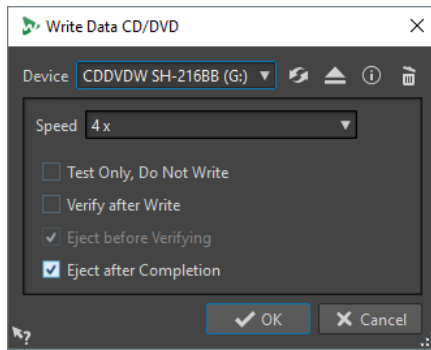 Write Data CD/DVD
Device CDDVDW SH-216BB (G:)
Speed 4 x
Test Only, Do Not Write
Verify after Write
Eject before Verifying
Eject after Completion
OK Cancel